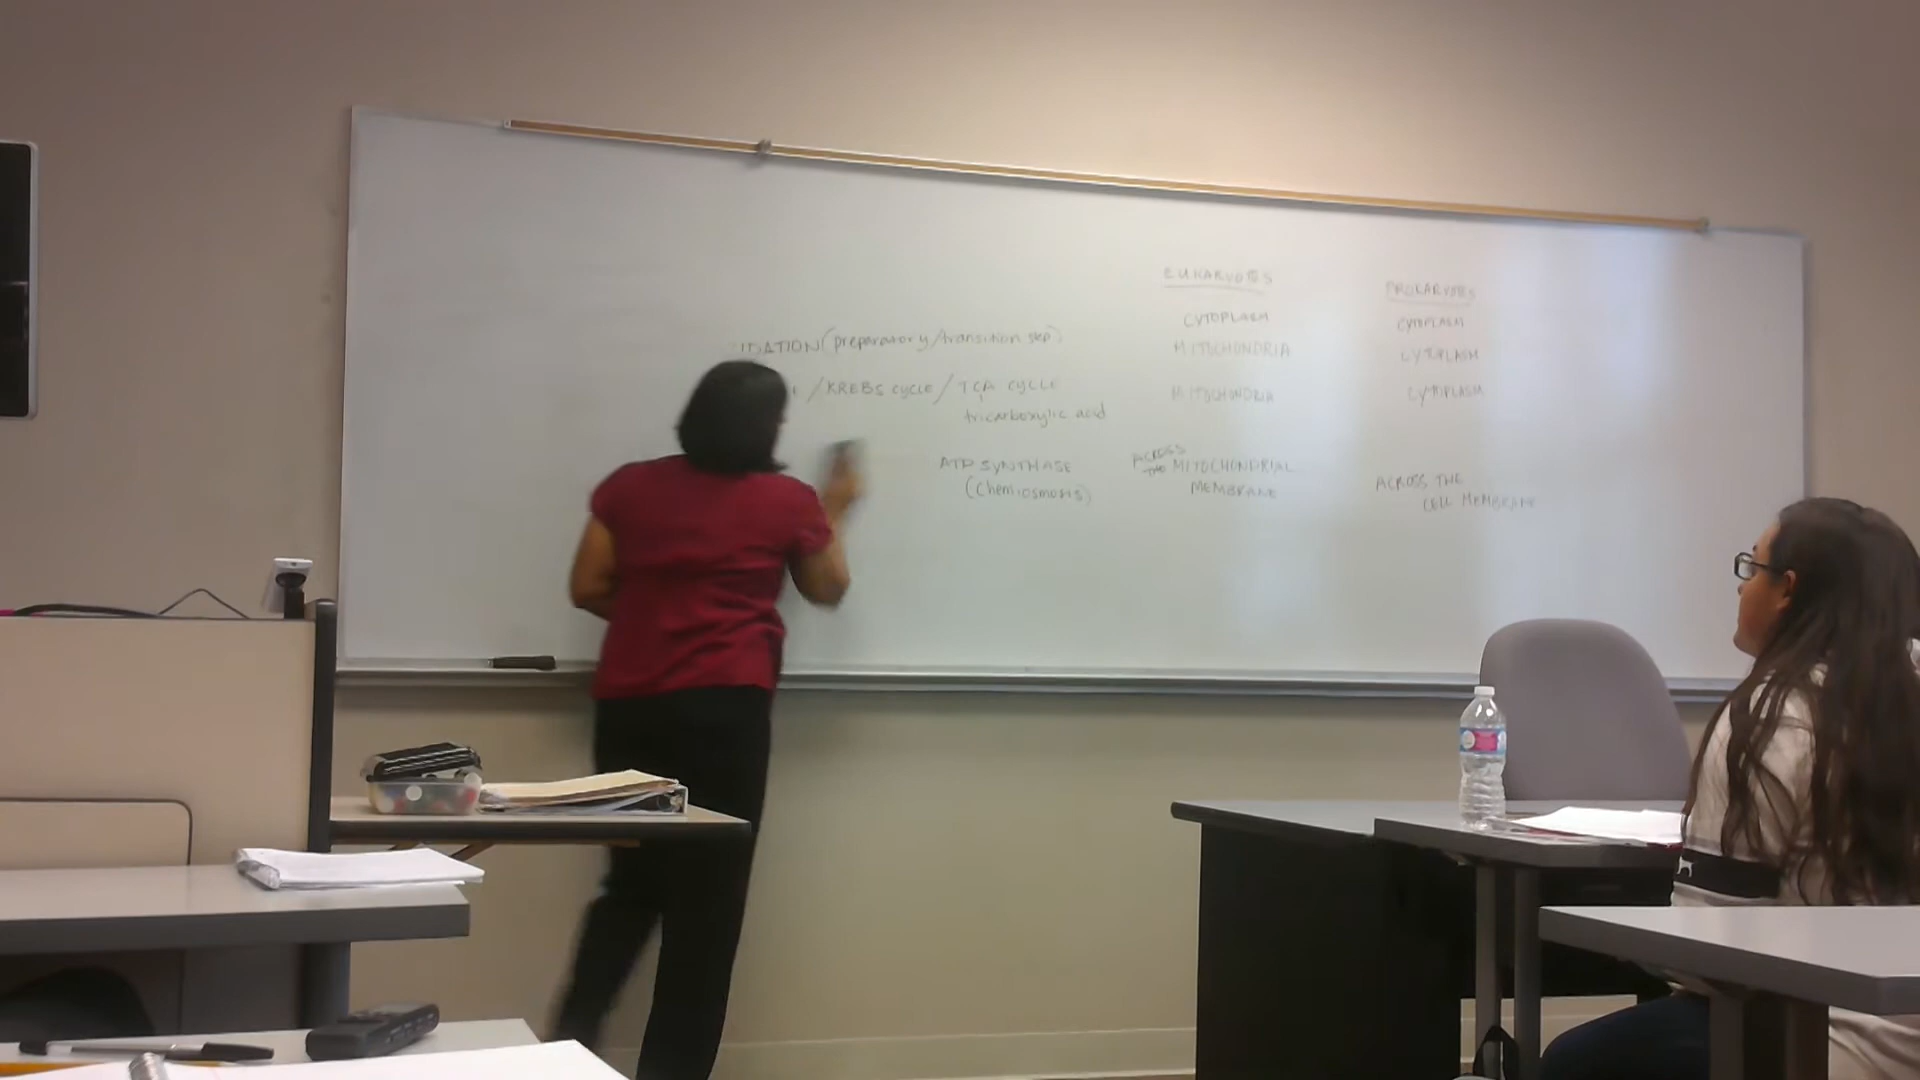 EUKARYOTES PROKARYOTES
CYTOPLASM CYTOPLASM
IDATION (preparatory/transition step) MITOCHONDRIA CYTOPLASM
/KREBS CYCLE / TCA CYCLE MITOCHONDRIA CYTOPLASM
tricarboxylic acid
ATP SYNTHASE ACROSS MITOCHONDRIAL ACROSS THE
(Chemiosmosis) MEMBRANE CELL MEMBRANE